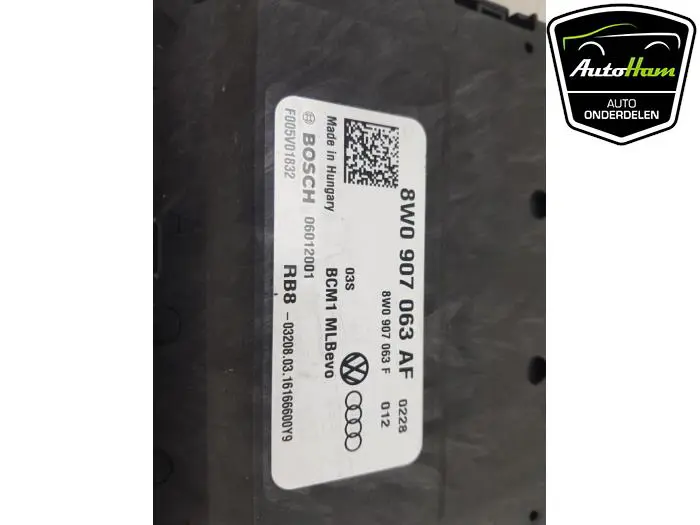 8W0 907 063 AF 0228
8W0 907 063 F 012
03S
BCM1 MLBevo
Made in Hungary
BOSCH 06012001
RB8 -03208.03.16166600Y9
F005V01832
AutoHam
AUTO
ONDERDELEN